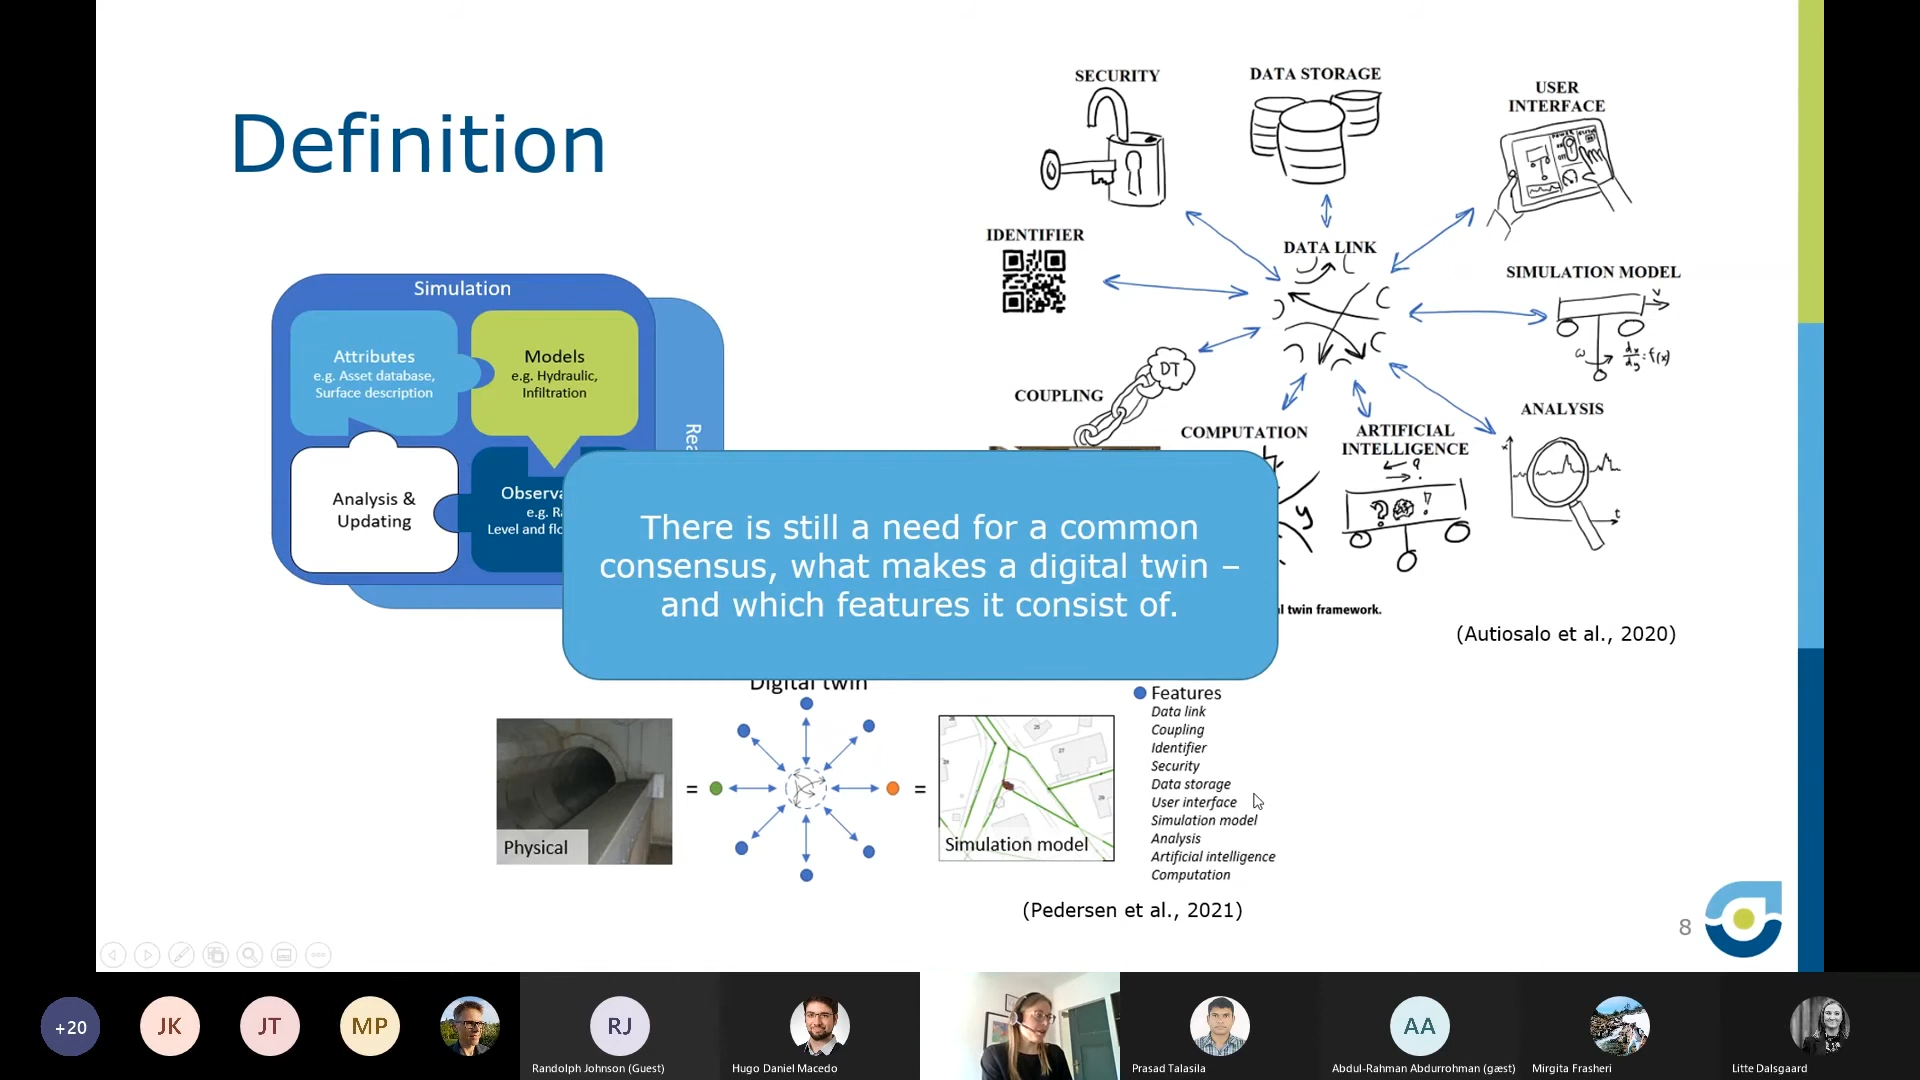 Definition
SECURITY
DATA STORAGE
USER
INTERFACE
IDENTIFIER
DATA LINK
SIMULATION MODEL
COUPLING
DT
COMPUTATION
ARTIFICIAL
INTELLIGENCE
ANALYSIS
Simulation
Attributes
e.g. Asset database,
Surface description
Models
e.g. Hydraulic,
Infiltration
Analysis &
Updating
There is still a need for a common
consensus, what makes a digital twin –
and which features it consist of.
twin framework.
(Autiosalo et al., 2020)
Digital twin
Physical
=
=
Simulation model
Features
Data link
Coupling
Identifier
Security
Data storage
User interface
Simulation model
Analysis
Artificial intelligence
Computation
(Pedersen et al., 2021)
8
+20
JK
JT
MP
RJ
Randolph Johnson (Guest)
Hugo Daniel Macedo
Prasad Talasila
AA
Abdul-Rahman Abdurrohman (gæst)
Mirgita Frasheri
Litte Dalsgaard